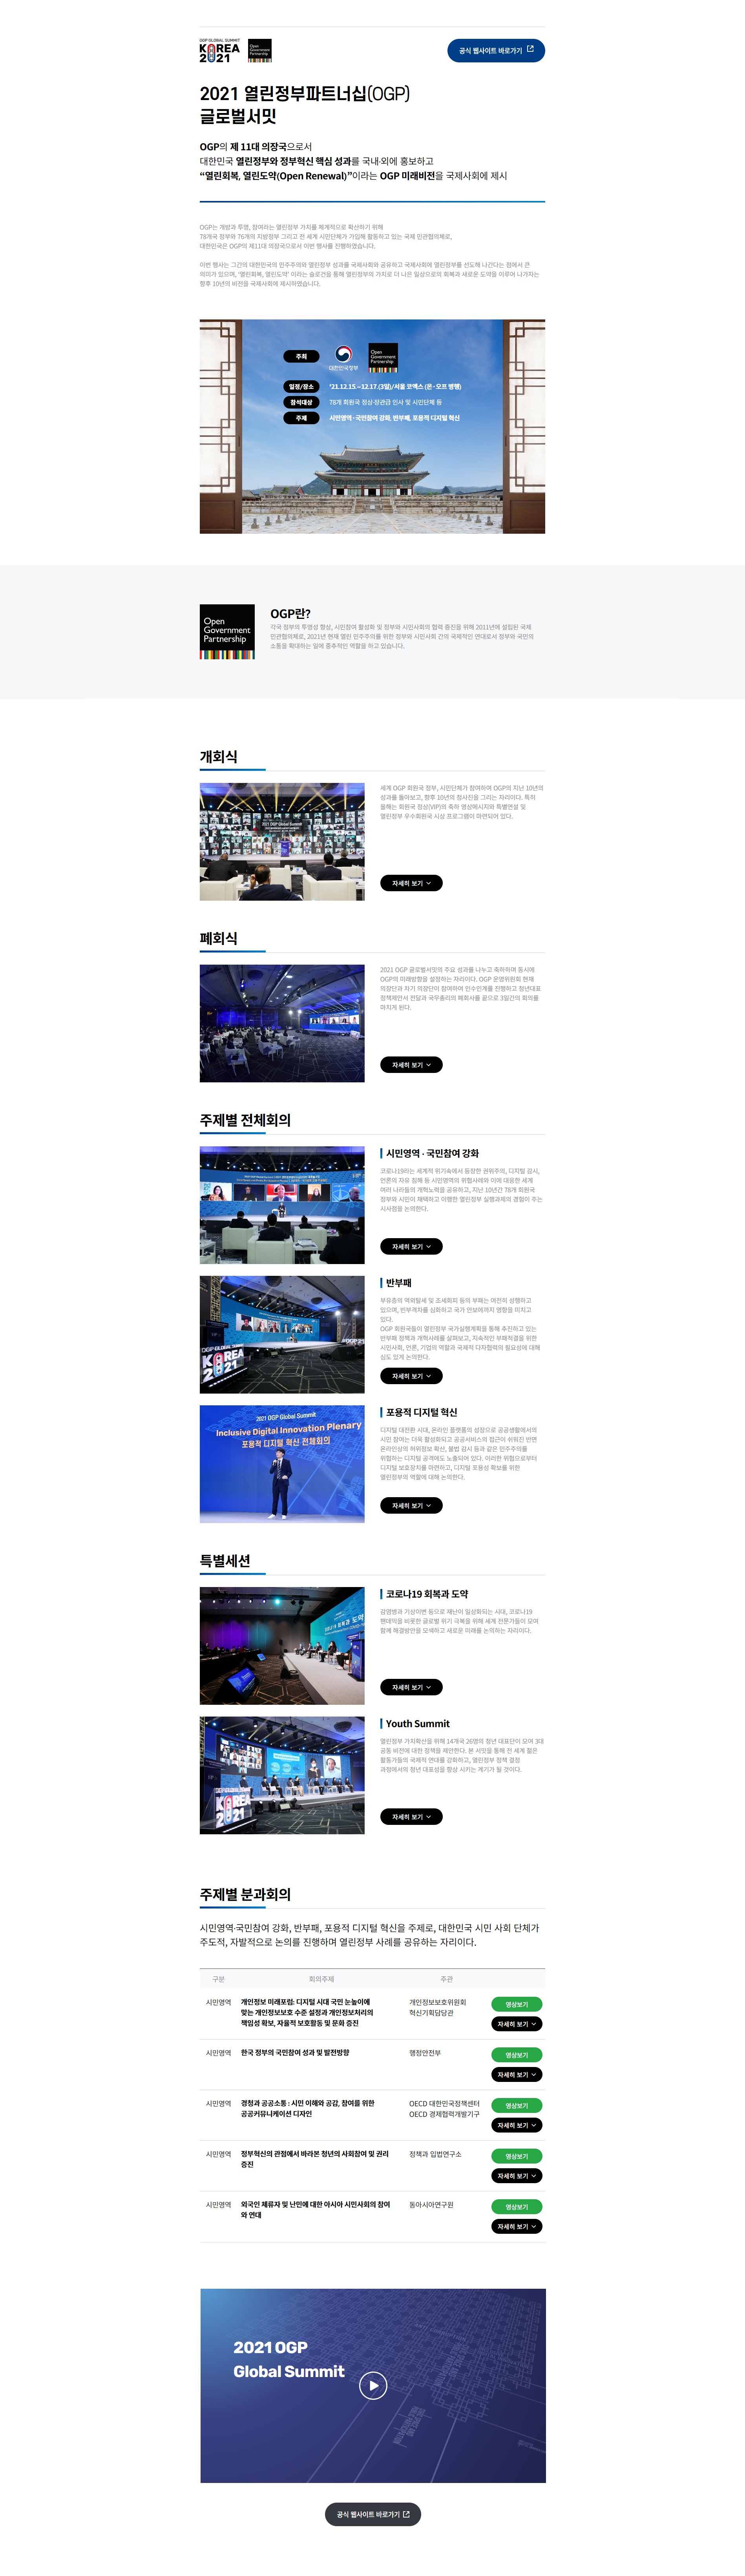 OGP GLOBAL SUMMIT
KOREA
2021
Open
Government
Partnership
공식 웹사이트 바로가기
2021 열린정부파트너십(OGP)
글로벌서밋
OGP의 제 11대 의장국으로서
대한민국 열린정부와 정부혁신 핵심 성과를 국내·외에 홍보하고
“열린회복, 열린도약(Open Renewal)”이라는 OGP 미래비전을 국제사회에 제시
OGP는 개방과 투명, 참여라는 열린정부 가치를 체계적으로 확산하기 위해
78개국 정부와 76개의 지방정부 그리고 전 세계 시민단체가 가입해 활동하고 있는 국제 민관협의체로,
대한민국은 OGP의 제11대 의장국으로서 이번 행사를 진행하였습니다.
이번 행사는 그간의 대한민국의 민주주의와 열린정부 성과를 국제사회와 공유하고 국제사회에 열린정부를 선도해 나간다는 점에서 큰
의미가 있으며, ‘열린회복, 열린도약’ 이라는 슬로건을 통해 열린정부의 가치로 더 나은 일상으로의 회복과 새로운 도약을 이루어 나가자는
향후 10년의 비전을 국제사회에 제시하였습니다.
주최
대한민국정부
Open
Government
Partnership
일정/장소
‘21.12.15.~12.17.(3일)/서울 코엑스 (온·오프 병행)
참석대상
78개 회원국 정상·장관급 인사 및 시민단체 등
주제
시민영역·국민참여 강화, 반부패, 포용적 디지털 혁신
Open
Government
Partnership
OGP란?
각국 정부의 투명성 향상, 시민참여 활성화 및 정부와 시민사회의 협력 증진을 위해 2011년에 설립된 국제
민관협의체로, 2021년 현재 열린 민주주의를 위한 정부와 시민사회 간의 국제적인 연대로서 정부와 국민의
소통을 확대하는 일에 중추적인 역할을 하고 있습니다.
개회식
2021 OGP Global Summit
세계 OGP 회원국 정부, 시민단체가 참여하여 OGP의 지난 10년의
성과를 돌아보고, 향후 10년의 청사진을 그리는 자리이다. 특히
올해는 회원국 정상(VIP)의 축하 영상메시지와 특별연설 및
열린정부 우수회원국 시상 프로그램이 마련되어 있다.
자세히 보기
폐회식
2021 OGP 글로벌서밋의 주요 성과를 나누고 축하하며 동시에
OGP의 미래방향을 설정하는 자리이다. OGP 운영위원회 현재
의장단과 차기 의장단이 참여하여 인수인계를 진행하고 청년대표
정책제안서 전달과 국무총리의 폐회사를 끝으로 3일간의 회의를
마치게 된다.
자세히 보기
주제별 전체회의
시민영역 · 국민참여 강화
코로나19라는 세계적 위기속에서 등장한 권위주의, 디지털 감시,
언론의 자유 침해 등 시민영역의 위협사례와 이에 대응한 세계
여러 나라들의 개혁노력을 공유하고, 지난 10년간 78개 회원국
정부와 시민이 채택하고 이행한 열린정부 실행과제의 경험이 주는
시사점을 논의한다.
자세히 보기
KOREA
2021
#OGP21
반부패
부유층의 역외탈세 및 조세회피 등의 부패는 여전히 성행하고
있으며, 빈부격차를 심화하고 국가 안보에까지 영향을 미치고
있다.
OGP 회원국들이 열린정부 국가실행계획을 통해 추진하고 있는
반부패 정책과 개혁사례를 살펴보고, 지속적인 부패척결을 위한
시민사회, 언론, 기업의 역할과 국제적 다자협력의 필요성에 대해
심도 있게 논의한다.
자세히 보기
2021 OGP Global Summit
Inclusive Digital Innovation Plenary
포용적 디지털 혁신 전체회의
포용적 디지털 혁신
디지털 대전환 시대, 온라인 플랫폼의 성장으로 공공생활에서의
시민 참여는 더욱 활성화되고 공공서비스의 접근이 쉬워진 반면
온라인상의 허위정보 확산, 불법 감시 등과 같은 민주주의를
위협하는 디지털 공격에도 노출되어 있다. 이러한 위험으로부터
디지털 보호장치를 마련하고, 디지털 포용성 확보를 위한
열린정부의 역할에 대해 논의한다.
자세히 보기
특별세션
코로나19 회복과 도약
감염병과 기상이변 등으로 재난이 일상화되는 시대, 코로나19
팬데믹을 비롯한 글로벌 위기 극복을 위해 세계 전문가들이 모여
함께 해결방안을 모색하고 새로운 미래를 논의하는 자리이다.
자세히 보기
OGP GLOBAL SUMMIT
KOREA
2021
Youth Summit
열린정부 가치확산을 위해 14개국 26명의 청년 대표단이 모여 3대
공통 비전에 대한 정책을 제안한다. 본 서밋을 통해 전 세계 젊은
활동가들의 국제적 연대를 강화하고, 열린정부 정책 결정
과정에서의 청년 대표성을 향상 시키는 계기가 될 것이다.
자세히 보기
주제별 분과회의
시민영역·국민참여 강화, 반부패, 포용적 디지털 혁신을 주제로, 대한민국 시민 사회 단체가
주도적, 자발적으로 논의를 진행하며 열린정부 사례를 공유하는 자리이다.
구분 회의주제 주관
시민영역 개인정보 미래포럼: 디지털 시대 국민 눈높이에 개인정보보호위원회 영상보기
맞는 개인정보보호 수준 설정과 개인정보처리의 혁신기획담당관
책임성 확보, 자율적 보호활동 및 문화 증진 자세히 보기
시민영역 한국 정부의 국민참여 성과 및 발전방향 행정안전부 영상보기
자세히 보기
시민영역 경청과 공공소통 : 시민 이해와 공감, 참여를 위한 OECD 대한민국정책센터 영상보기
공공커뮤니케이션 디자인 OECD 경제협력개발기구
자세히 보기
시민영역 정부혁신의 관점에서 바라본 청년의 사회참여 및 권리 정책과 입법연구소 영상보기
증진
자세히 보기
시민영역 외국인 체류자 및 난민에 대한 아시아 시민사회의 참여 동아시아연구원 영상보기
와 연대
자세히 보기
2021 OGP
Global Summit
공식 웹사이트 바로가기